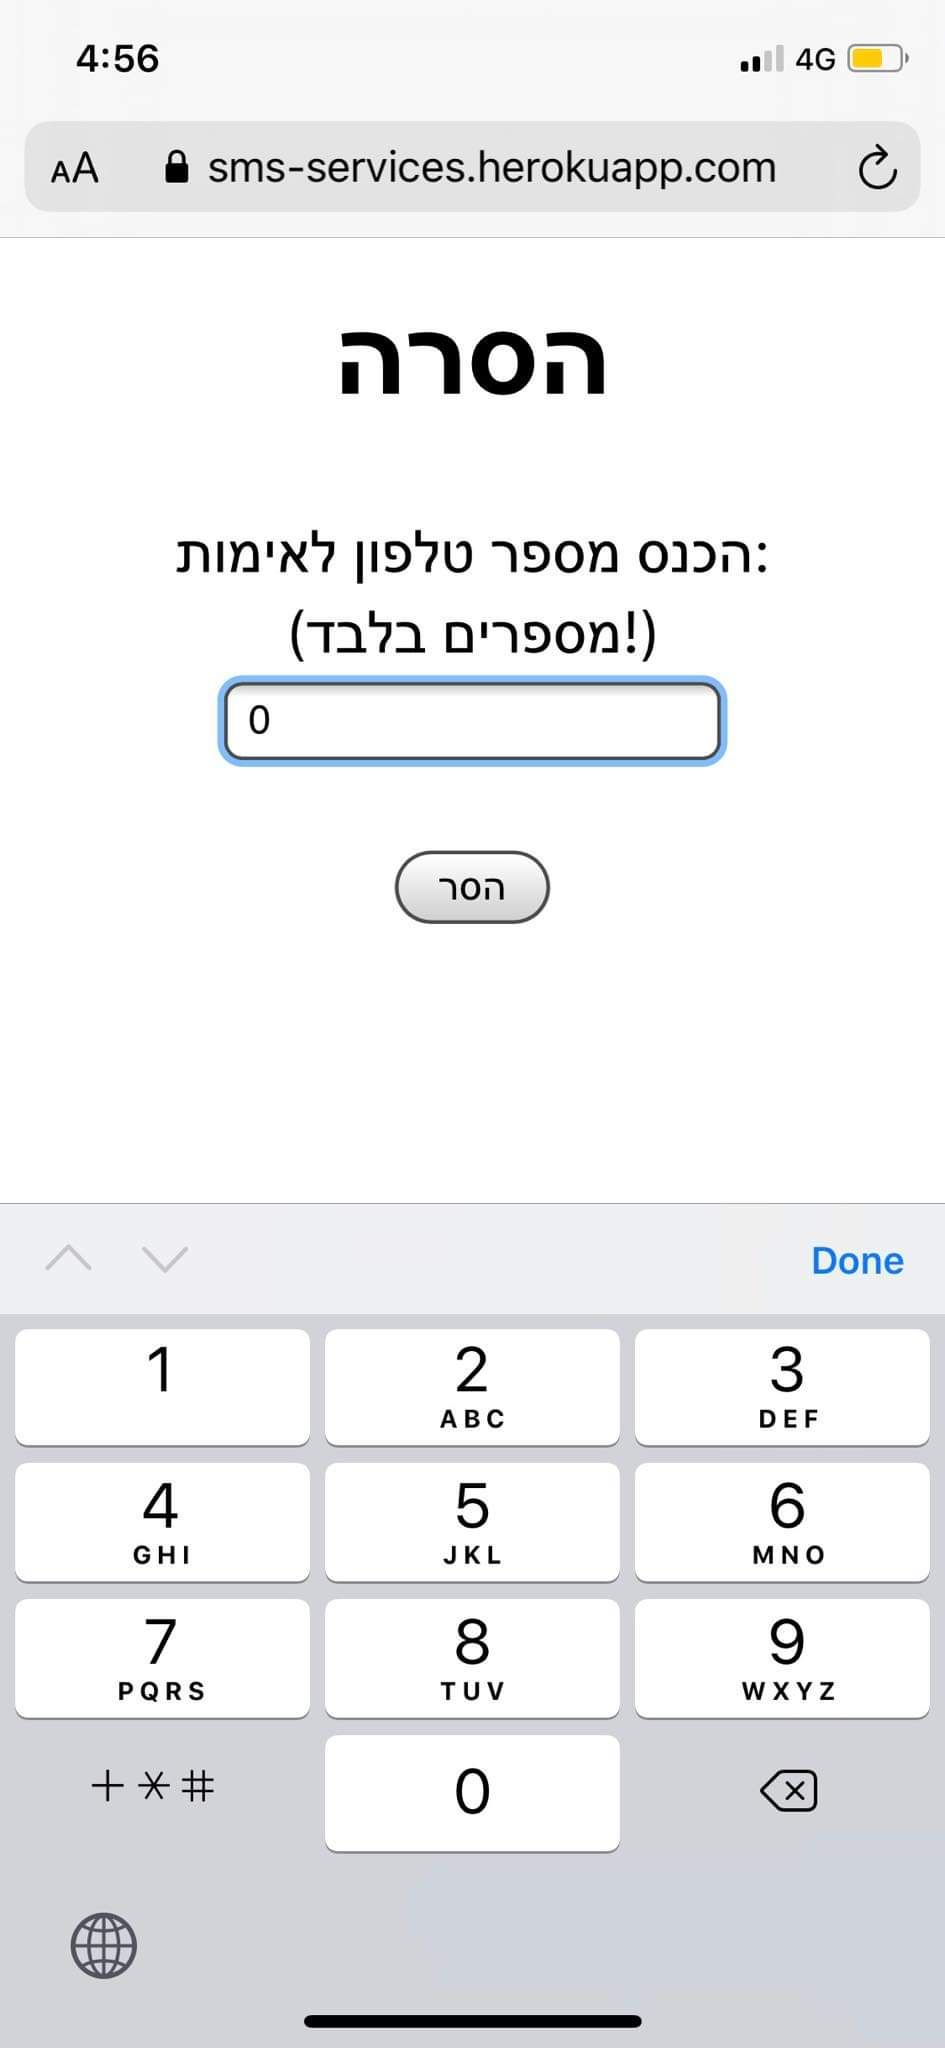 4:56
4G
AA sms-services.herokuapp.com
הסרה
הכנס מספר טלפון לאימות:
(מספרים בלבד!)
0
הסר
Done
1
2
ABC
3
DEF
4
GHI
5
JKL
6
MNO
7
PQRS
8
TUV
9
WXYZ
+*#
0